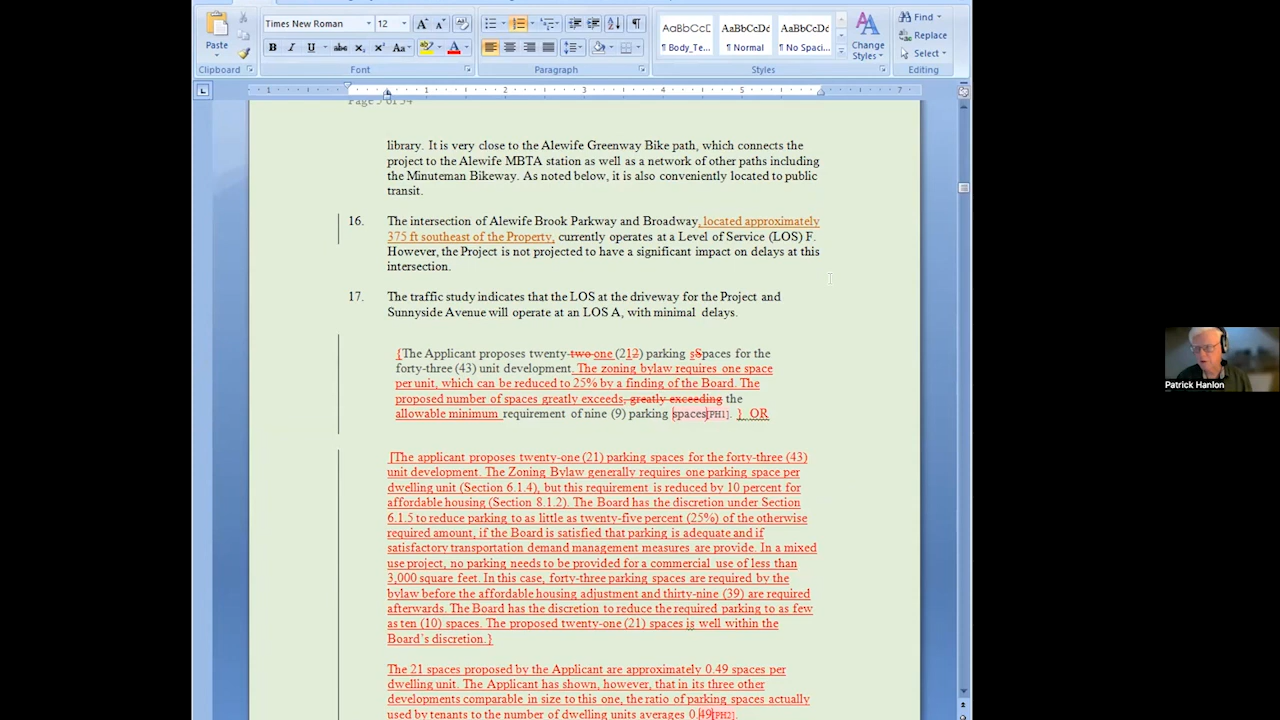 Times New Roman 12
Paste
Clipboard Font Paragraph Styles Editing
AaBbCcDc AaBbCcDc AaBbCcDc
¶ Body_Te... ¶ Normal ¶ No Spaci...
Change
Styles
Find
Replace
Select
1 1 2 3 4 5 7
library. It is very close to the Alewife Greenway Bike path, which connects the
project to the Alewife MBTA station as well as a network of other paths including
the Minuteman Bikeway. As noted below, it is also conveniently located to public
transit.
16. The intersection of Alewife Brook Parkway and Broadway, located approximately
375 ft southeast of the Property, currently operates at a Level of Service (LOS) F.
However, the Project is not projected to have a significant impact on delays at this
intersection.
17. The traffic study indicates that the LOS at the driveway for the Project and
Sunnyside Avenue will operate at an LOS A, with minimal delays.
{The Applicant proposes twenty-two one (212) parking sSpaces for the
forty-three (43) unit development. The zoning bylaw requires one space
per unit, which can be reduced to 25% by a finding of the Board. The
proposed number of spaces greatly exceeds, greatly exceeding the
allowable minimum requirement of nine (9) parking spaces[PH1]. } OR
[The applicant proposes twenty-one (21) parking spaces for the forty-three (43)
unit development. The Zoning Bylaw generally requires one parking space per
dwelling unit (Section 6.1.4), but this requirement is reduced by 10 percent for
affordable housing (Section 8.1.2). The Board has the discretion under Section
6.1.5 to reduce parking to as little as twenty-five percent (25%) of the otherwise
required amount, if the Board is satisfied that parking is adequate and if
satisfactory transportation demand management measures are provide. In a mixed
use project, no parking needs to be provided for a commercial use of less than
3,000 square feet. In this case, forty-three parking spaces are required by the
bylaw before the affordable housing adjustment and thirty-nine (39) are required
afterwards. The Board has the discretion to reduce the required parking to as few
as ten (10) spaces. The proposed twenty-one (21) spaces is well within the
Board's discretion.}
The 21 spaces proposed by the Applicant are approximately 0.49 spaces per
dwelling unit. The Applicant has shown, however, that in its three other
developments comparable in size to this one, the ratio of parking spaces actually
used by tenants to the number of dwelling units averages 0.49[PH2].
Patrick Hanlon